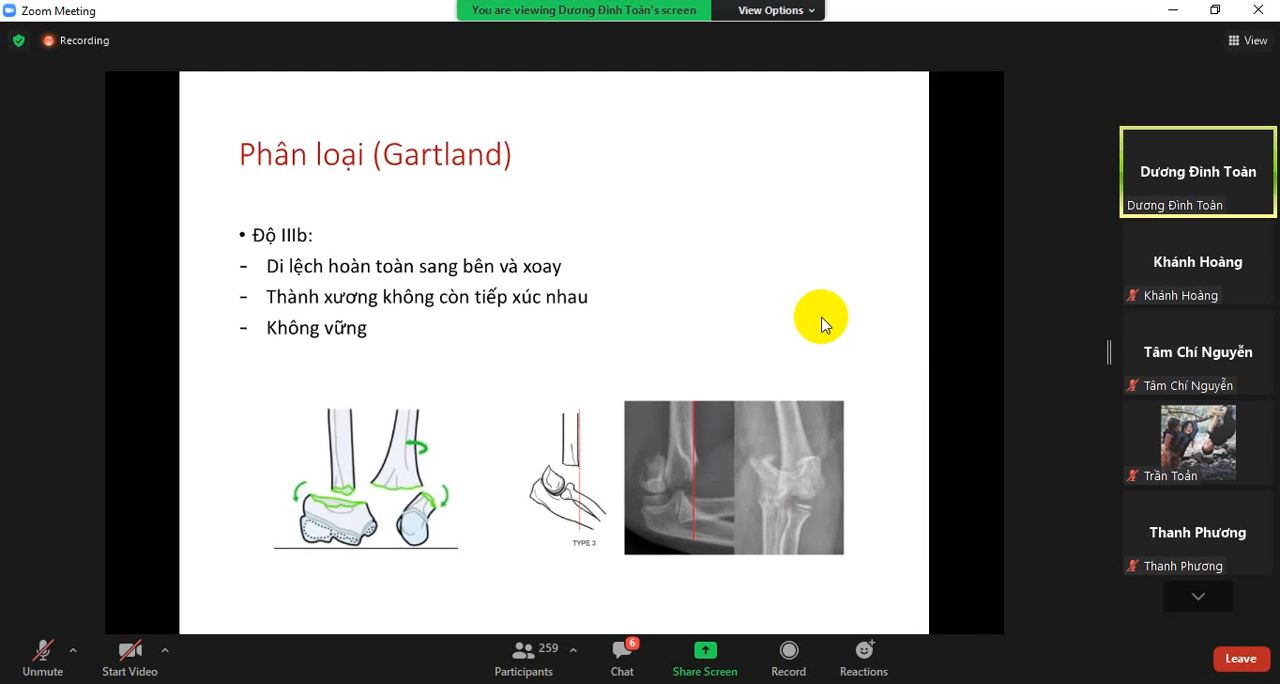 Zoom Meeting
You are viewing Dương Đình Toàn's screen
View Options
Recording
View
Phân loại (Gartland)
• Độ IIIb:
- Di lệch hoàn toàn sang bên và xoay
- Thành xương không còn tiếp xúc nhau
- Không vững
TYPE 3
Dương Đình Toàn
Dương Đình Toàn
Khánh Hoàng
Khánh Hoàng
Tâm Chí Nguyễn
Tâm Chí Nguyễn
Trần Toản
Thanh Phương
Thanh Phương
Unmute
Start Video
259
Participants
6
Chat
Share Screen
Record
Reactions
Leave